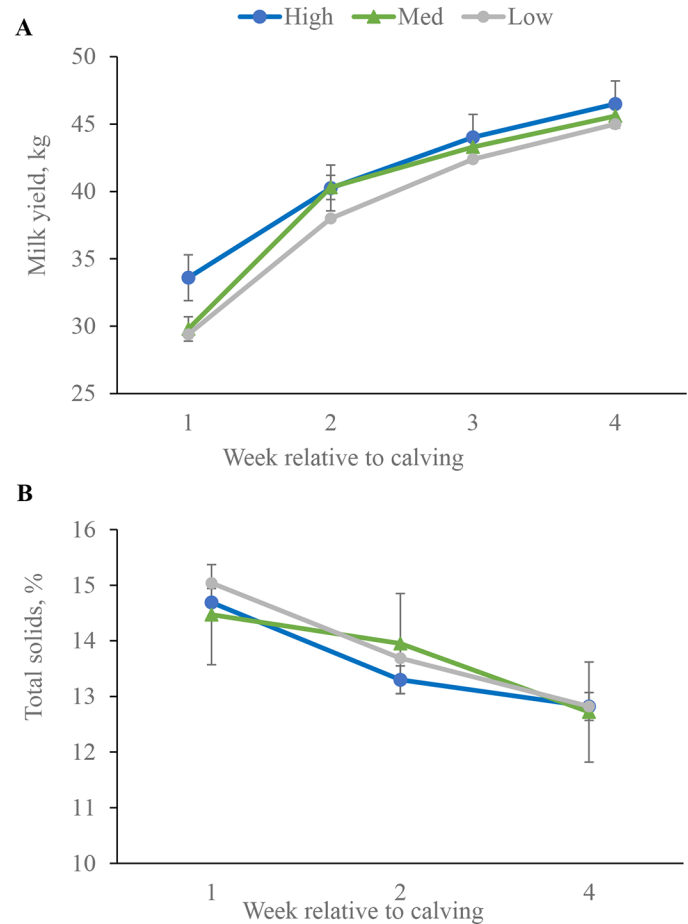 A
High Med Low
50
45
40
35
30
25
Milk yield, kg
1 2 3 4
Week relative to calving
B
16
15
14
13
12
11
10
Total solids, %
1 2 4
Week relative to calving